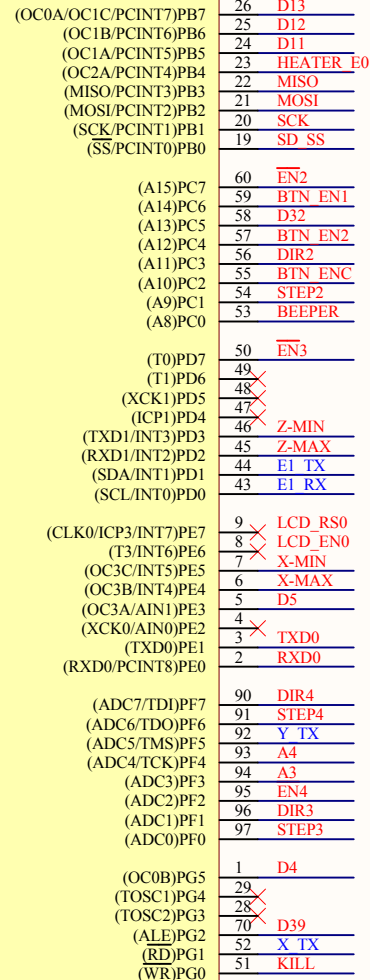 (OC0A/OC1C/PCINT7)PB7 26 D13
(OC1B/PCINT6)PB6 25 D12
(OC1A/PCINT5)PB5 24 D11
(OC2A/PCINT4)PB4 23 HEATER_E0
(MISO/PCINT3)PB3 22 MISO
(MOSI/PCINT2)PB2 21 MOSI
(SCK/PCINT1)PB1 20 SCK
(SS/PCINT0)PB0 19 SD_SS
(A15)PC7 60 EN2
(A14)PC6 59 BTN_EN1
(A13)PC5 58 D32
(A12)PC4 57 BTN_EN2
(A11)PC3 56 DIR2
(A10)PC2 55 BTN_ENC
(A9)PC1 54 STEP2
(A8)PC0 53 BEEPER
(T0)PD7 50 EN3
(T1)PD6 49
(XCK1)PD5 48
(ICP1)PD4 47
(TXD1/INT3)PD3 46 Z-MIN
(RXD1/INT2)PD2 45 Z-MAX
(SDA/INT1)PD1 44 E1_TX
(SCL/INT0)PD0 43 E1_RX
(CLK0/ICP3/INT7)PE7 9 LCD_RS0
(T3/INT6)PE6 8 LCD_EN0
(OC3C/INT5)PE5 7 X-MIN
(OC3B/INT4)PE4 6 X-MAX
(OC3A/AIN1)PE3 5 D5
(XCK0/AIN0)PE2 4
(TXD0)PE1 3 TXD0
(RXD0/PCINT8)PE0 2 RXD0
(ADC7/TDI)PF7 90 DIR4
(ADC6/TDO)PF6 91 STEP4
(ADC5/TMS)PF5 92 Y_TX
(ADC4/TCK)PF4 93 A4
(ADC3)PF3 94 A3
(ADC2)PF2 95 EN4
(ADC1)PF1 96 DIR3
(ADC0)PF0 97 STEP3
(OC0B)PG5 1 D4
(TOSC1)PG4 29
(TOSC2)PG3 28
(ALE)PG2 70 D39
(RD)PG1 52 X_TX
(WR)PG0 51 KILL